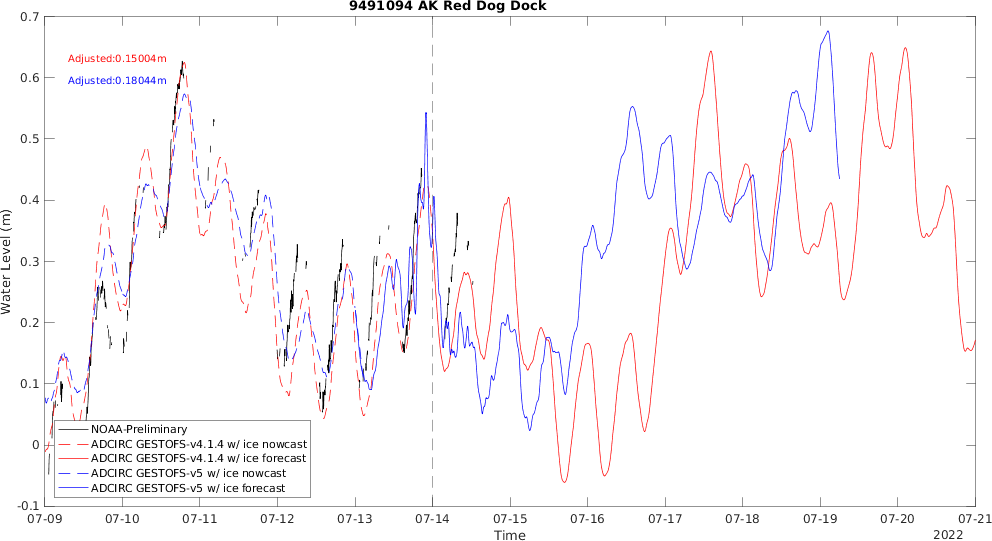 9491094 AK Red Dog Dock
Adjusted:0.15004m
Adjusted:0.18044m
Water Level (m)
0.7
0.6
0.5
0.4
0.3
0.2
0.1
0
-0.1
NOAA-Preliminary
ADCIRC GESTOFS-v4.1.4 w/ ice nowcast
ADCIRC GESTOFS-v4.1.4 w/ ice forecast
ADCIRC GESTOFS-v5 w/ ice nowcast
ADCIRC GESTOFS-v5 w/ ice forecast
07-09 07-10 07-11 07-12 07-13 07-14 07-15 07-16 07-17 07-18 07-19 07-20 07-21
Time
2022